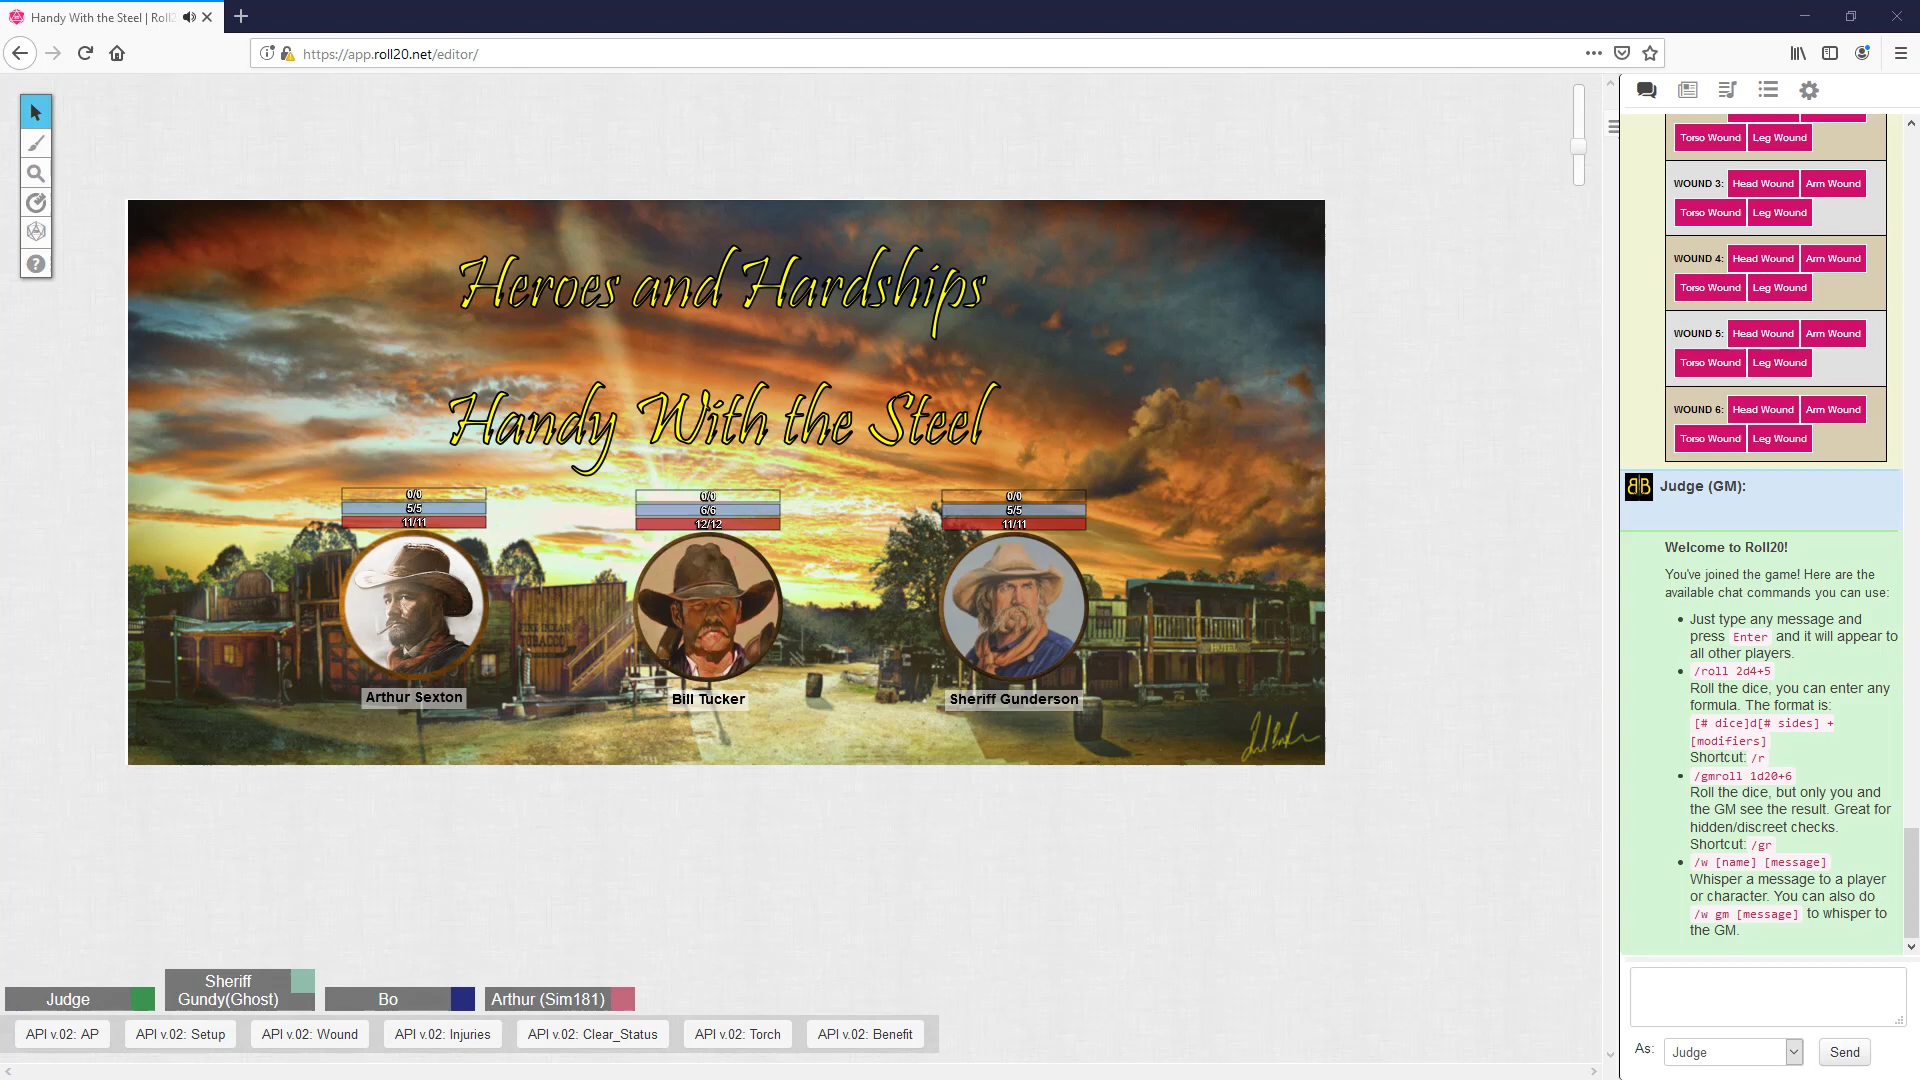 Handy With the Steel | Roll2
https://app.roll20.net/editor/
Heroes and Hardships
Handy With the Steel
0/0
5/5
11/11
0/0
6/6
12/12
0/0
5/5
11/11
Arthur Sexton
Bill Tucker
Sheriff Gunderson
HOTEL
Judge
Sheriff
Gundy(Ghost)
Bo
Arthur (Sim181)
API v.02: AP
API v.02: Setup
API v.02: Wound
API v.02: Injuries
API v.02: Clear_Status
API v.02: Torch
API v.02: Benefit
Torso Wound Leg Wound
WOUND 3: Head Wound Arm Wound
Torso Wound Leg Wound
WOUND 4: Head Wound Arm Wound
Torso Wound Leg Wound
WOUND 5: Head Wound Arm Wound
Torso Wound Leg Wound
WOUND 6: Head Wound Arm Wound
Torso Wound Leg Wound
Judge (GM):
Welcome to Roll20!
You've joined the game! Here are the
available chat commands you can use:
Just type any message and
press Enter and it will appear to
all other players.
/roll 2d4+5
Roll the dice, you can enter any
formula. The format is:
[# dice]d[# sides] +
[modifiers]
Shortcut: /r
/gmroll 1d20+6
Roll the dice, but only you and
the GM see the result. Great for
hidden/discreet checks.
Shortcut: /gr
/w [name] [message]
Whisper a message to a player
or character. You can also do
/w gm [message] to whisper to
the GM.
As:
Judge
Send